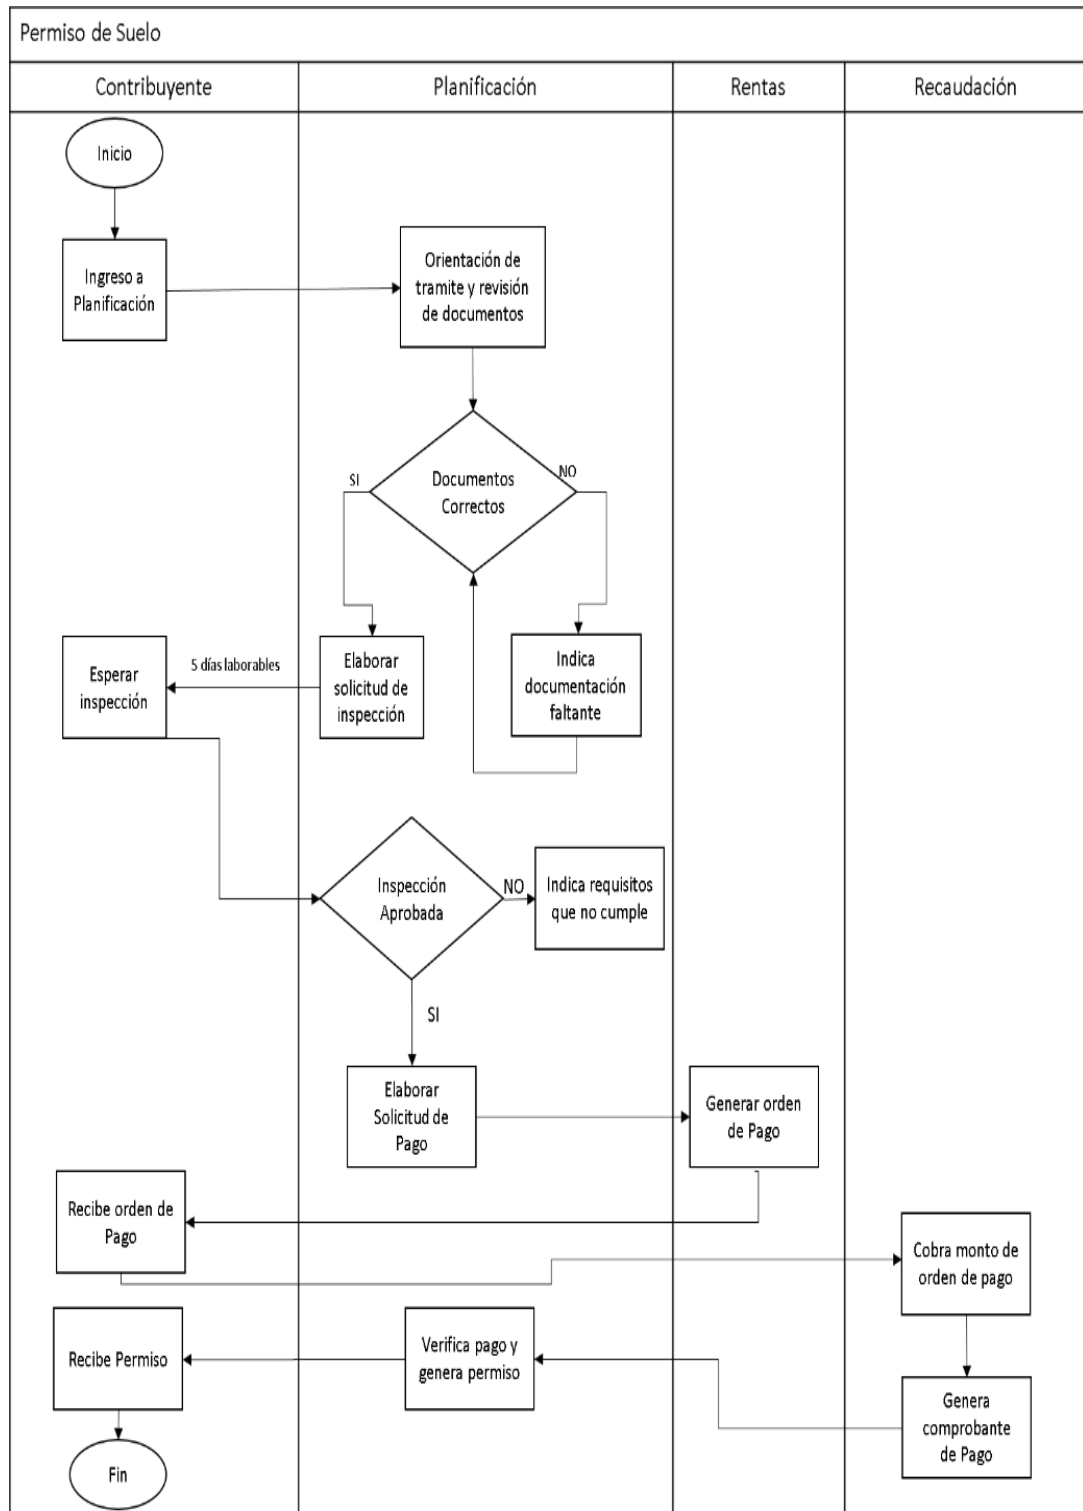 Permiso de Suelo
Contribuyente
Planificación
Rentas
Recaudación
Inicio
Ingreso a
Planificación
Orientación de
tramite y revisión
de documentos
Documentos
Correctos
SI
NO
Esperar
inspección
5 días laborables
Elaborar
solicitud de
inspección
Indica
documentación
faltante
Inspección
Aprobada
NO
Indica requisitos
que no cumple
SI
Elaborar
Solicitud de
Pago
Generar orden
de Pago
Recibe orden de
Pago
Cobra monto de
orden de pago
Recibe Permiso
Verifica pago y
genera permiso
Genera
comprobante
de Pago
Fin